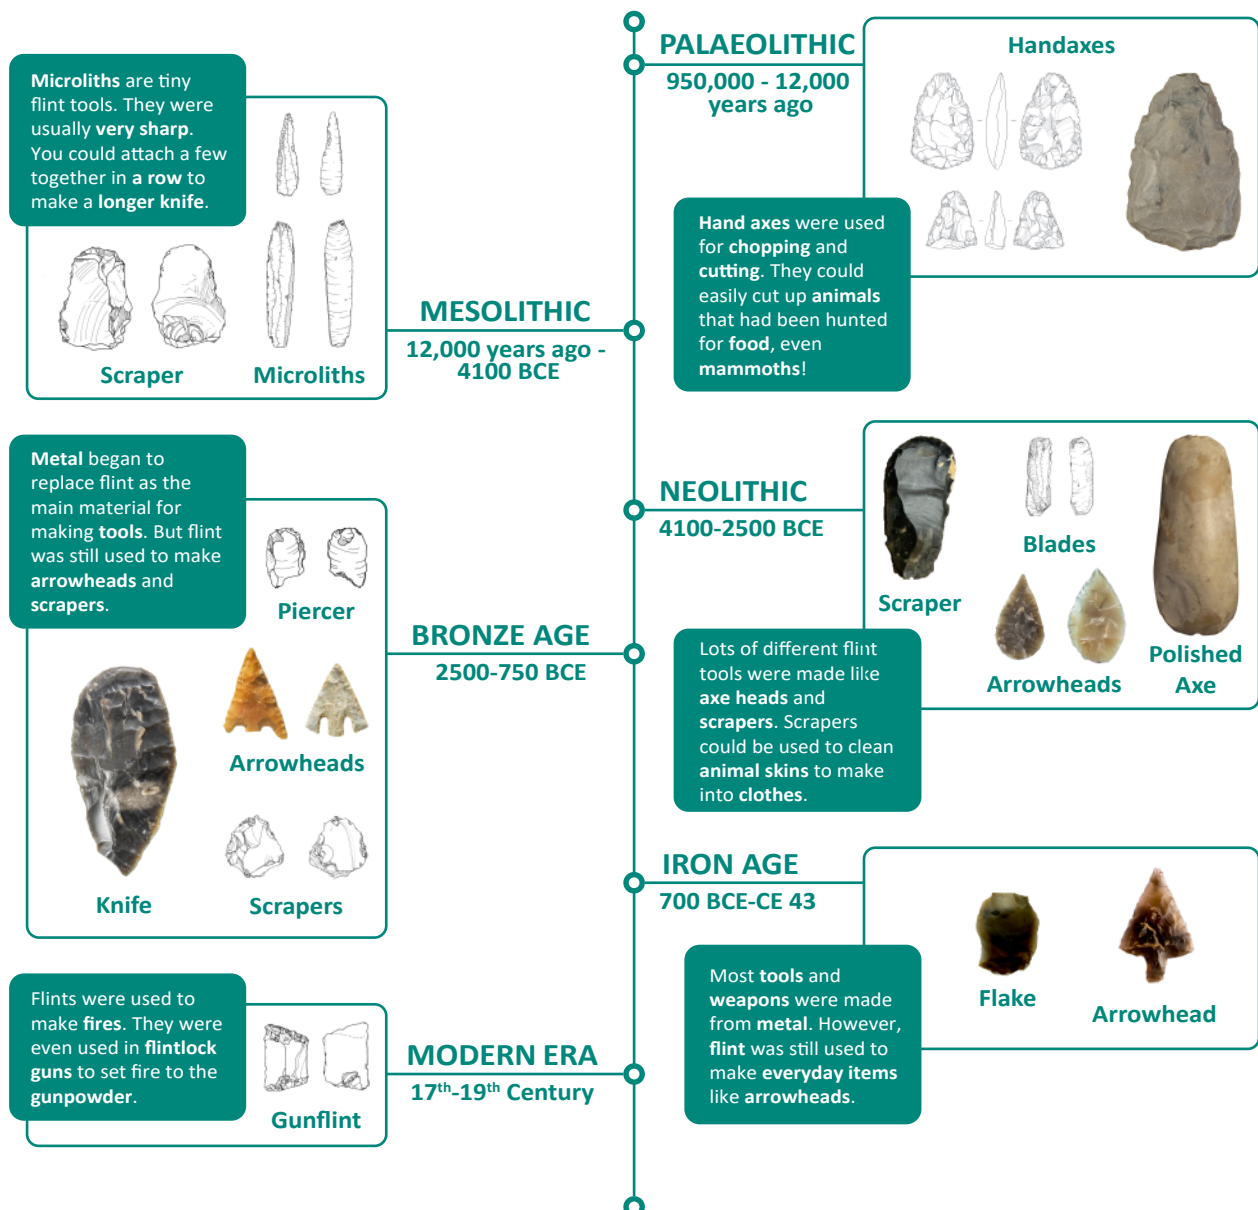 PALAEOLITHIC
950,000 - 12,000
years ago
Handaxes
Hand axes were used
for chopping and
cutting. They could
easily cut up animals
that had been hunted
for food, even
mammoths!
Microliths are tiny
flint tools. They were
usually very sharp.
You could attach a few
together in a row to
make a longer knife.
Scraper
Microliths
MESOLITHIC
12,000 years ago -
4100 BCE
NEOLITHIC
4100-2500 BCE
Scraper
Blades
Arrowheads
Polished
Axe
Lots of different flint
tools were made like
axe heads and
scrapers. Scrapers
could be used to clean
animal skins to make
into clothes.
Metal began to
replace flint as the
main material for
making tools. But flint
was still used to make
arrowheads and
scrapers.
Piercer
Arrowheads
Knife
Scrapers
BRONZE AGE
2500-750 BCE
IRON AGE
700 BCE-CE 43
Flake
Arrowhead
Most tools and
weapons were made
from metal. However,
flint was still used to
make everyday items
like arrowheads.
Flints were used to
make fires. They were
even used in flintlock
guns to set fire to the
gunpowder.
Gunflint
MODERN ERA
17th-19th Century